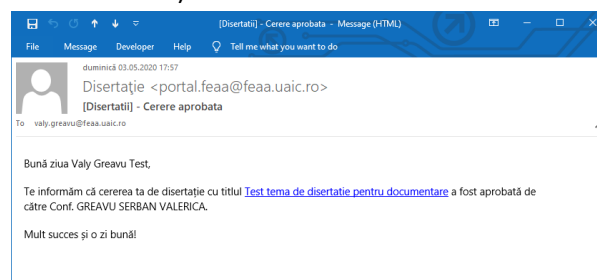 [Disertatii] - Cerere aprobata - Message (HTML)
File Message Developer Help Tell me what you want to do
duminică 03.05.2020 17:57
Disertaţie <portal.feaa@feaa.uaic.ro>
[Disertatii] - Cerere aprobata
To valy.greavu@feaa.uaic.ro
Bună ziua Valy Greavu Test,
Te informăm că cererea ta de disertație cu titlul Test tema de disertatie pentru documentare a fost aprobată de
către Conf. GREAVU SERBAN VALERICA.
Mult succes și o zi bună!